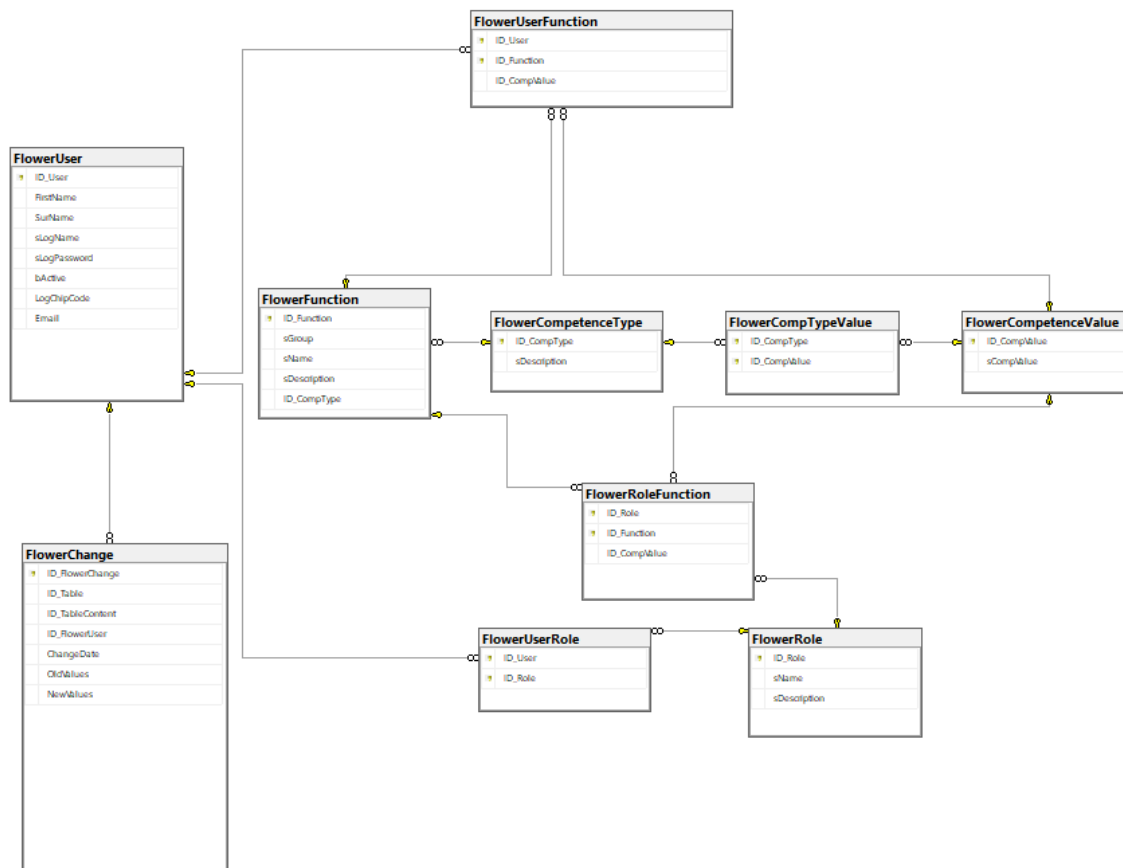 FlowerUserFunction
ID_User
ID_Function
ID_CompValue
FlowerUser
ID_User
FirstName
SurName
sLogName
sLogPassword
bActive
LogChipCode
Email
FlowerFunction
ID_Function
sGroup
sName
sDescription
ID_CompType
FlowerCompetenceType
ID_CompType
sDescription
FlowerCompTypeValue
ID_CompType
ID_CompValue
FlowerCompetenceValue
ID_CompValue
sCompValue
FlowerRoleFunction
ID_Role
ID_Function
ID_CompValue
FlowerChange
ID_FlowerChange
ID_Table
ID_TableContent
ID_FlowerUser
ChangeDate
OldValues
NewValues
FlowerUserRole
ID_User
ID_Role
FlowerRole
ID_Role
sName
sDescription